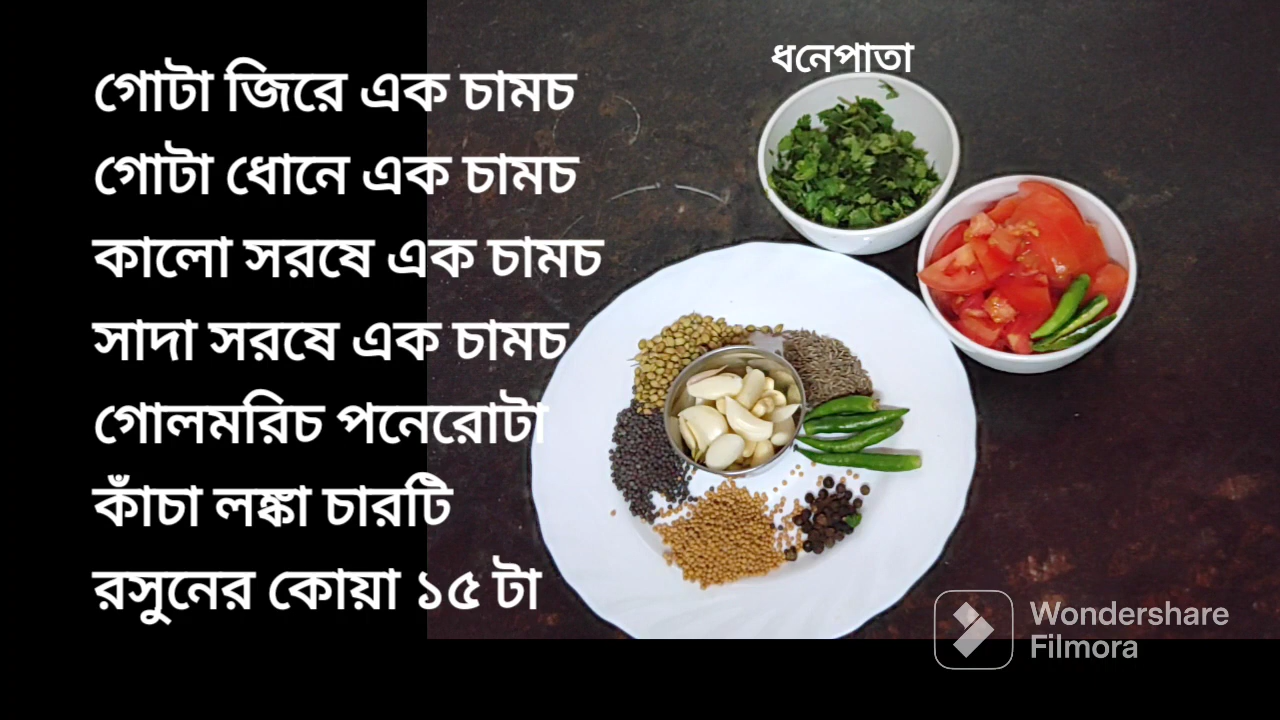 গোটা জিরে এক চামচ
গোটা ধোনে এক চামচ
কালো সরষে এক চামচ
সাদা সরষে এক চামচ
গোলমরিচ পনেরোটা
কাঁচা লঙ্কা চারটি
রসুনের কোয়া ১৫ টা
ধনেপাতা
Wondershare
Filmora